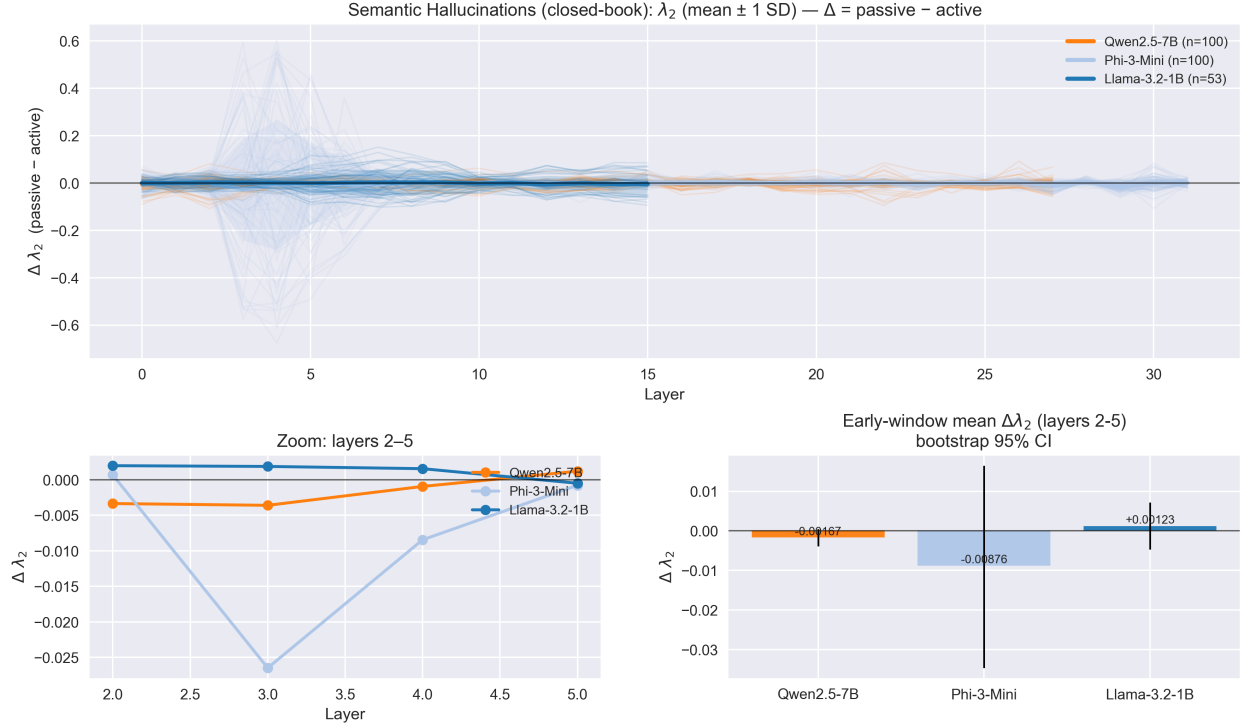 Semantic Hallucinations (closed-book): λ₂ (mean ± 1 SD) — Δ = passive − active
Δ λ₂ (passive − active)
0.6
0.4
0.2
0.0
−0.2
−0.4
−0.6
Qwen2.5-7B (n=100)
Phi-3-Mini (n=100)
Llama-3.2-1B (n=53)
0 5 10 15 20 25 30
Layer
Zoom: layers 2–5
Δ λ₂
0.000
−0.005
−0.010
−0.015
−0.020
−0.025
Qwen2.5-7B
Phi-3-Mini
Llama-3.2-1B
2.0 2.5 3.0 3.5 4.0 4.5 5.0
Layer
Early-window mean Δλ₂ (layers 2-5)
bootstrap 95% CI
Δ λ₂
0.01
0.00
−0.01
−0.02
−0.03
-0.00167
-0.00876
+0.00123
Qwen2.5-7B Phi-3-Mini Llama-3.2-1B